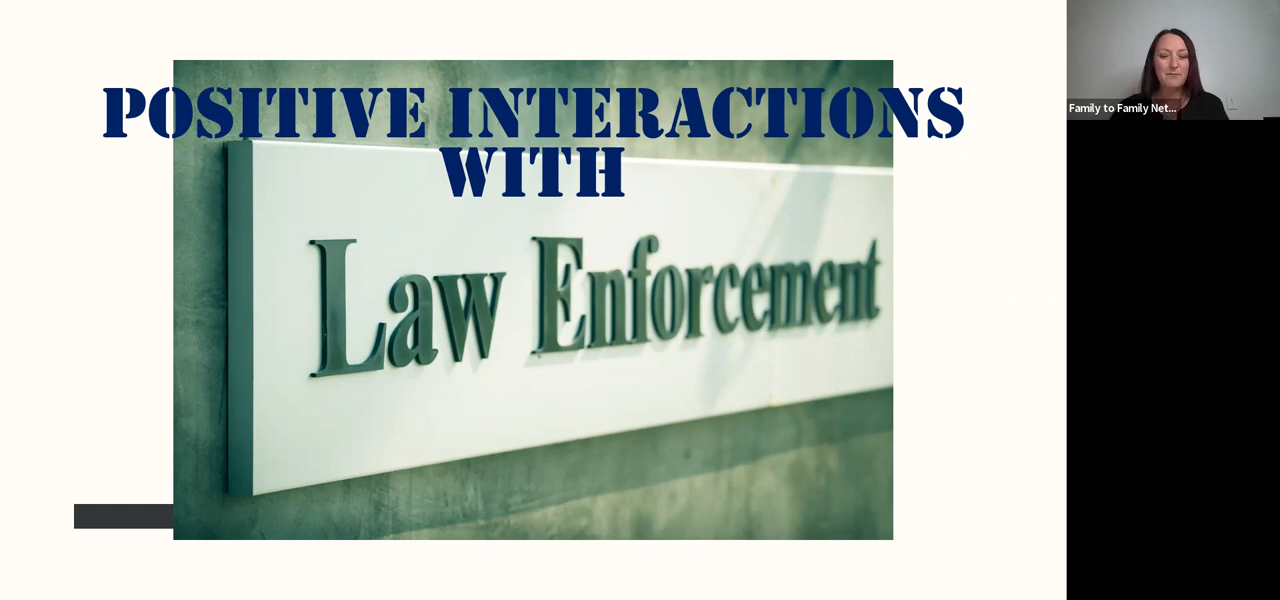 POSITIVE INTERACTIONS
WITH
Law Enforcement
Family to Family Net...